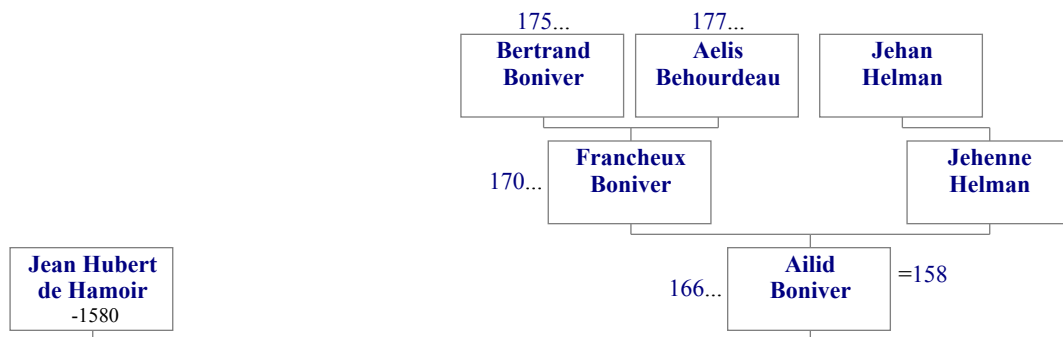 175... 177...
Bertrand Aelis Jehan
Boniver Behourdeau Helman
Francheux Jehenne
170... Boniver Helman
Jean Hubert Ailid
de Hamoir 166... Boniver =158
-1580